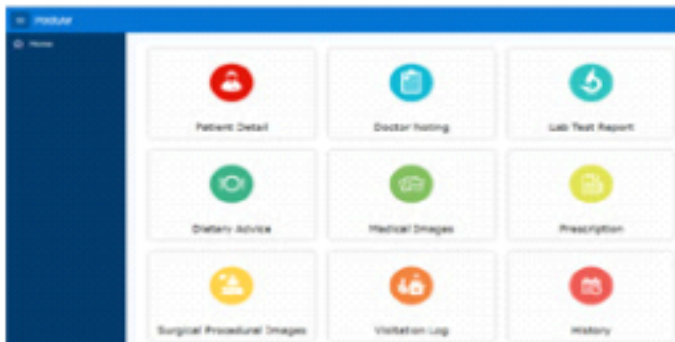 Home
Patient Detail
Doctor Noting
Lab Test Report
Dietary Advice
Medical Images
Prescription
Surgical Procedural Images
Visitation Log
History